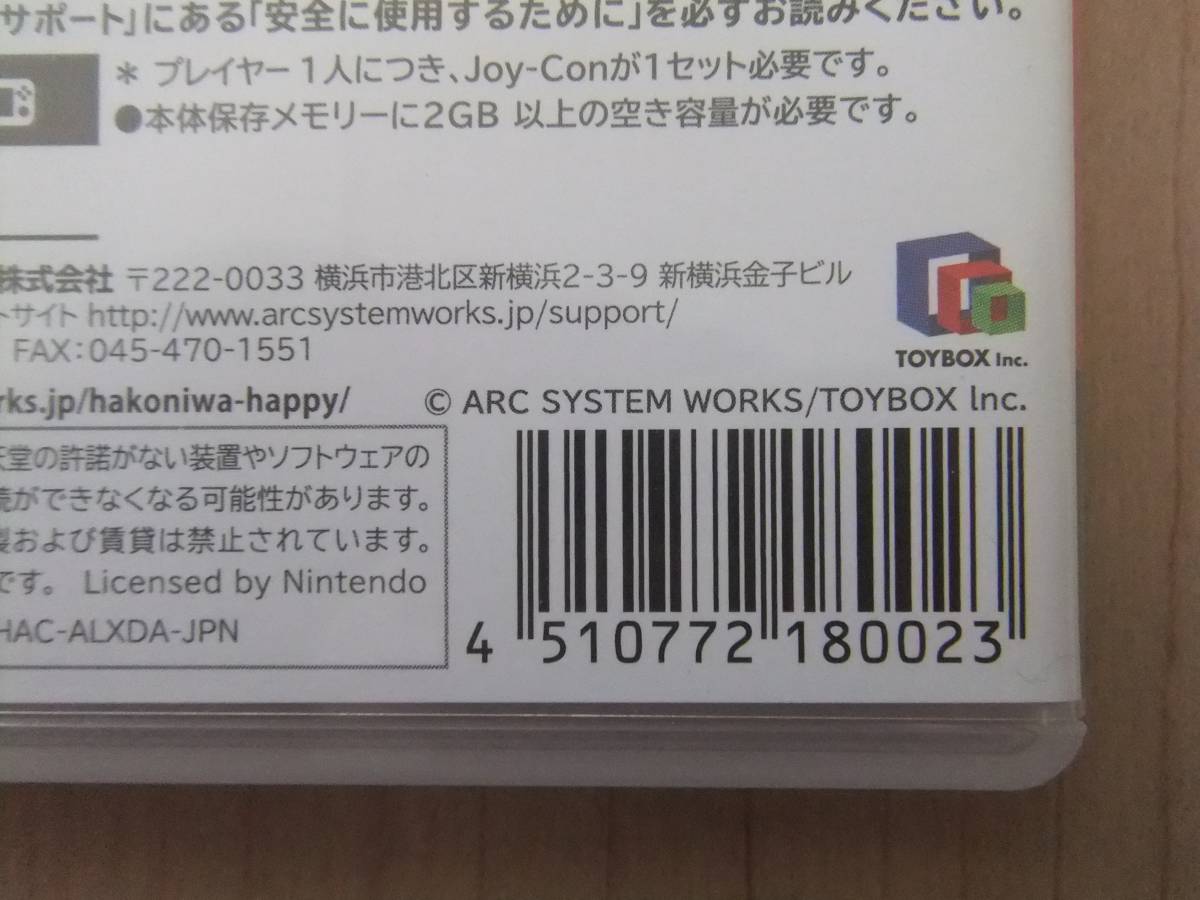 サポート」にある「安全に使用するために」を必ずお読みください。
＊ プレイヤー1人につき、Joy-Conが1セット必要です。
●本体保存メモリーに2GB 以上の空き容量が必要です。
株式会社 〒222-0033 横浜市港北区新横浜2-3-9 新横浜金子ビル
トサイト http://www.arcsystemworks.jp/support/
FAX：045-470-1551
TOYBOX Inc.
rks.jp/hakoniwa-happy/
© ARC SYSTEM WORKS/TOYBOX Inc.
天堂の許諾がない装置やソフトウェアの
続ができなくなる可能性があります。
製および賃貸は禁止されています。
です。 Licensed by Nintendo
HAC-ALXDA-JPN
4 510772 180023